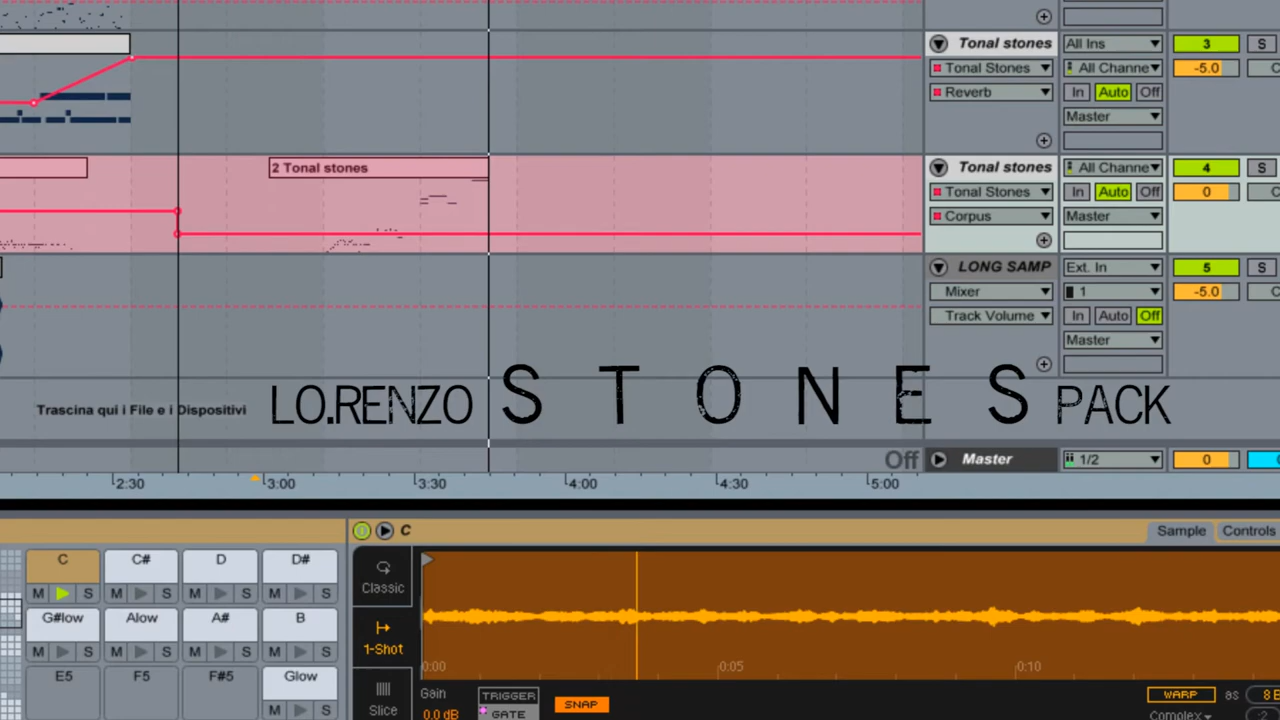 Tonal stones All Ins 3 S
Tonal Stones All Channe -5.0 C
Reverb In Auto Off
Master
2 Tonal stones Tonal stones All Channe 4 S
Tonal Stones In Auto Off 0 C
Corpus Master
LONG SAMP Ext. In 5 S
Mixer 1 -5.0 C
Track Volume In Auto Off
Master
Trascina qui i File e i Dispositivi LO.RENZO STONES PACK
Off Master 1/2 0
2:30 3:00 3:30 4:00 4:30 5:00
C Sample Controls
C C# D D#
M S M S M S M S
Classic
G#low Alow A# B
M S M S M S M S
1-Shot
0:00 0:05 0:10
E5 F5 F#5 Glow
M S
Slice
Gain TRIGGER SNAP WARP as 8 B
0.0 dB GATE Complex :2